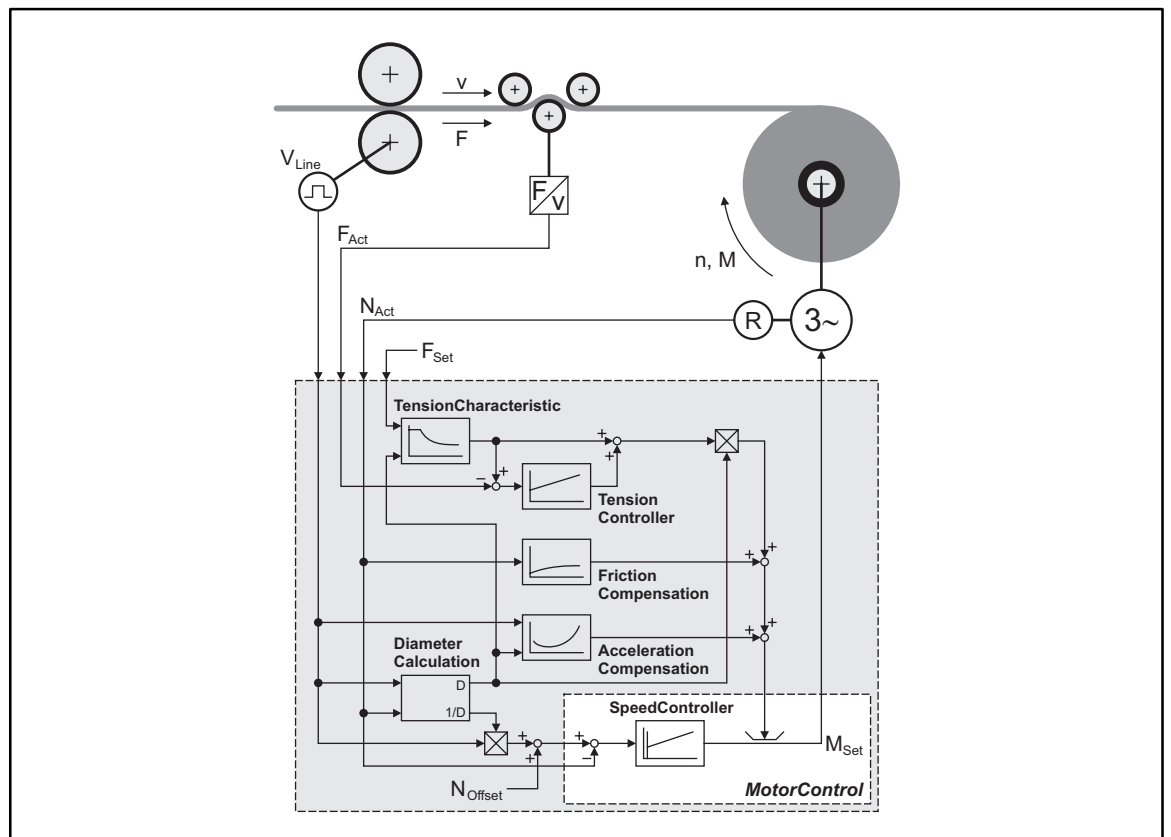 v
F
V_Line
F
v
F_Act
n, M
N_Act
R
3~
F_Set
TensionCharacteristic
+
+
+
+
−
Tension
Controller
+
+
Friction
Compensation
+
+
Diameter
Calculation
Acceleration
Compensation
D
1/D
SpeedController
+
+
+
−
M_Set
N_Offset
MotorControl